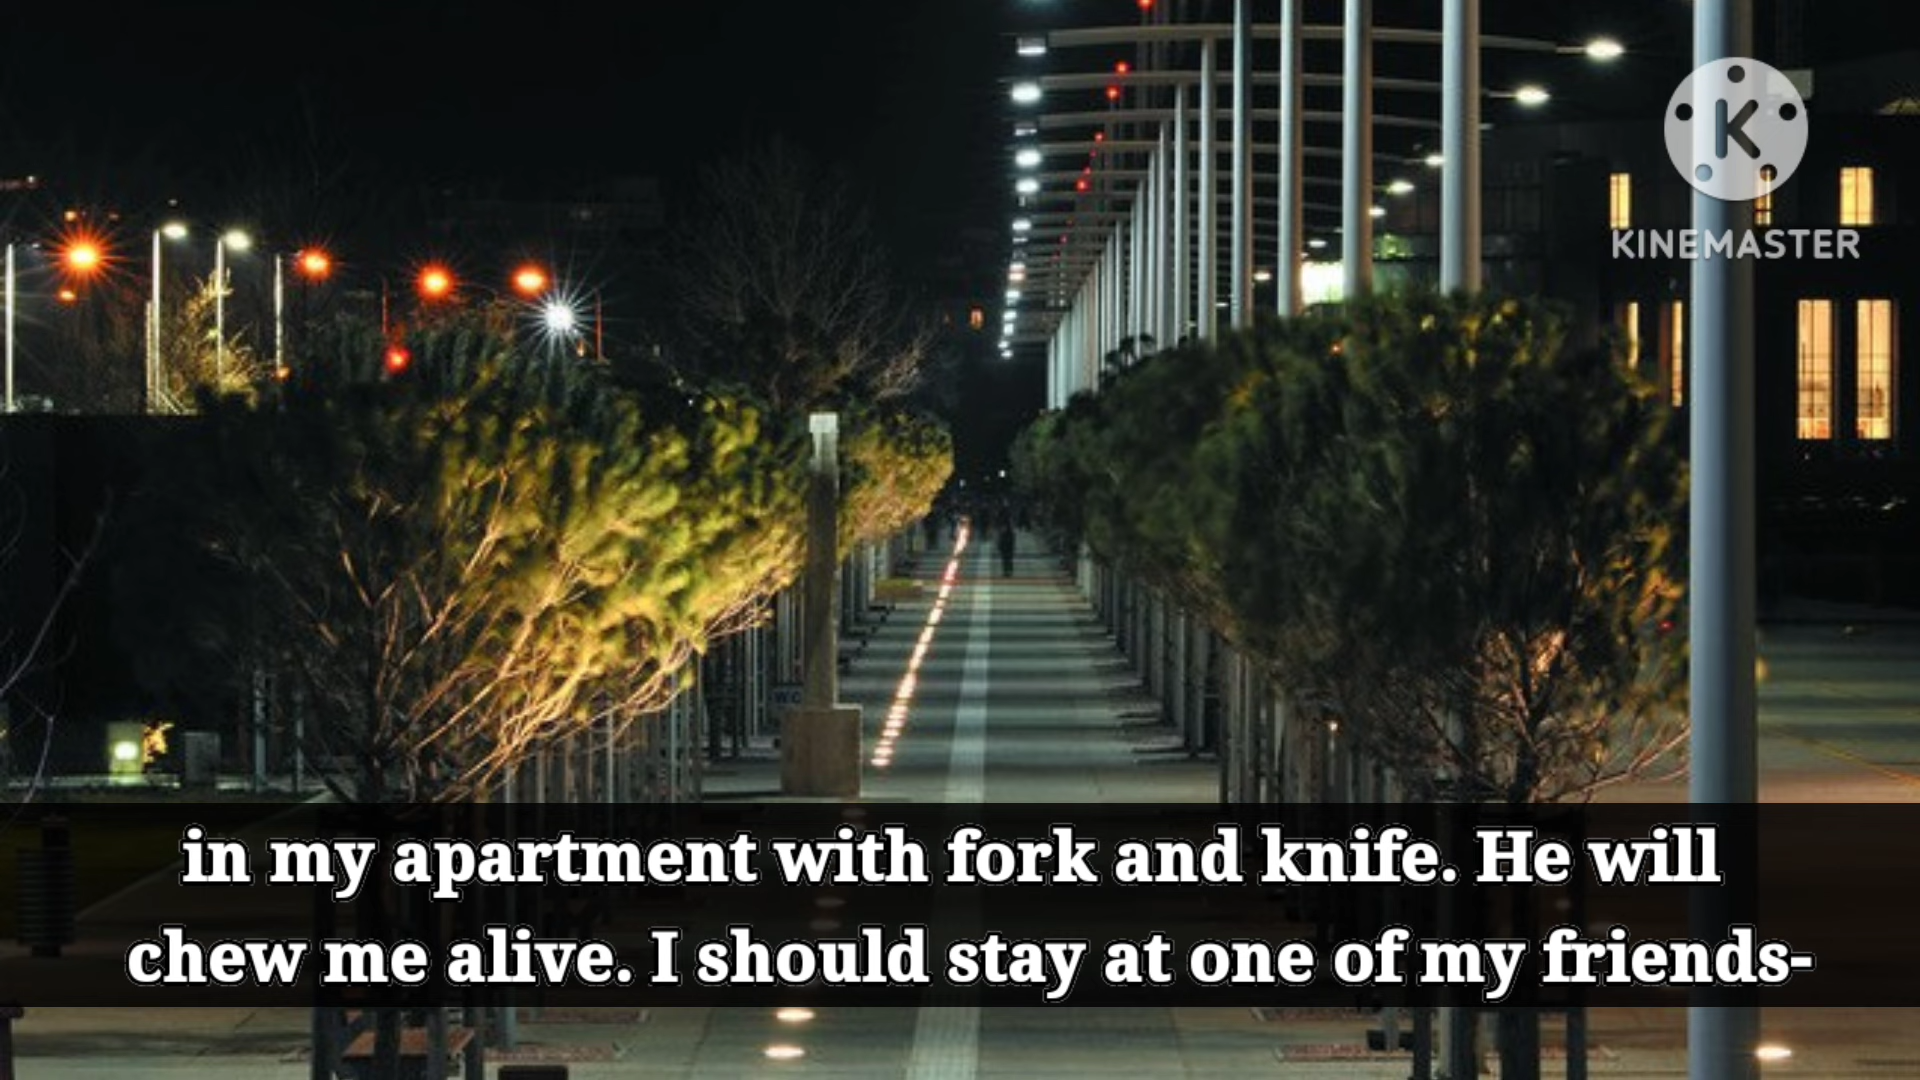 K
KINEMASTER
WC
in my apartment with fork and knife. He will
chew me alive. I should stay at one of my friends-